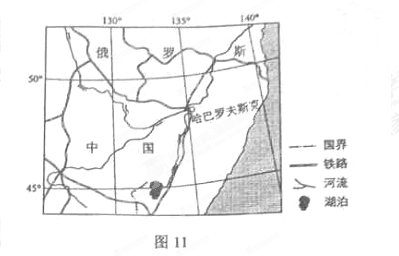 130°
135°
140°
俄 罗 斯
50°
哈巴罗夫斯克
中 国
45°
国界
铁路
河流
湖泊
图 11